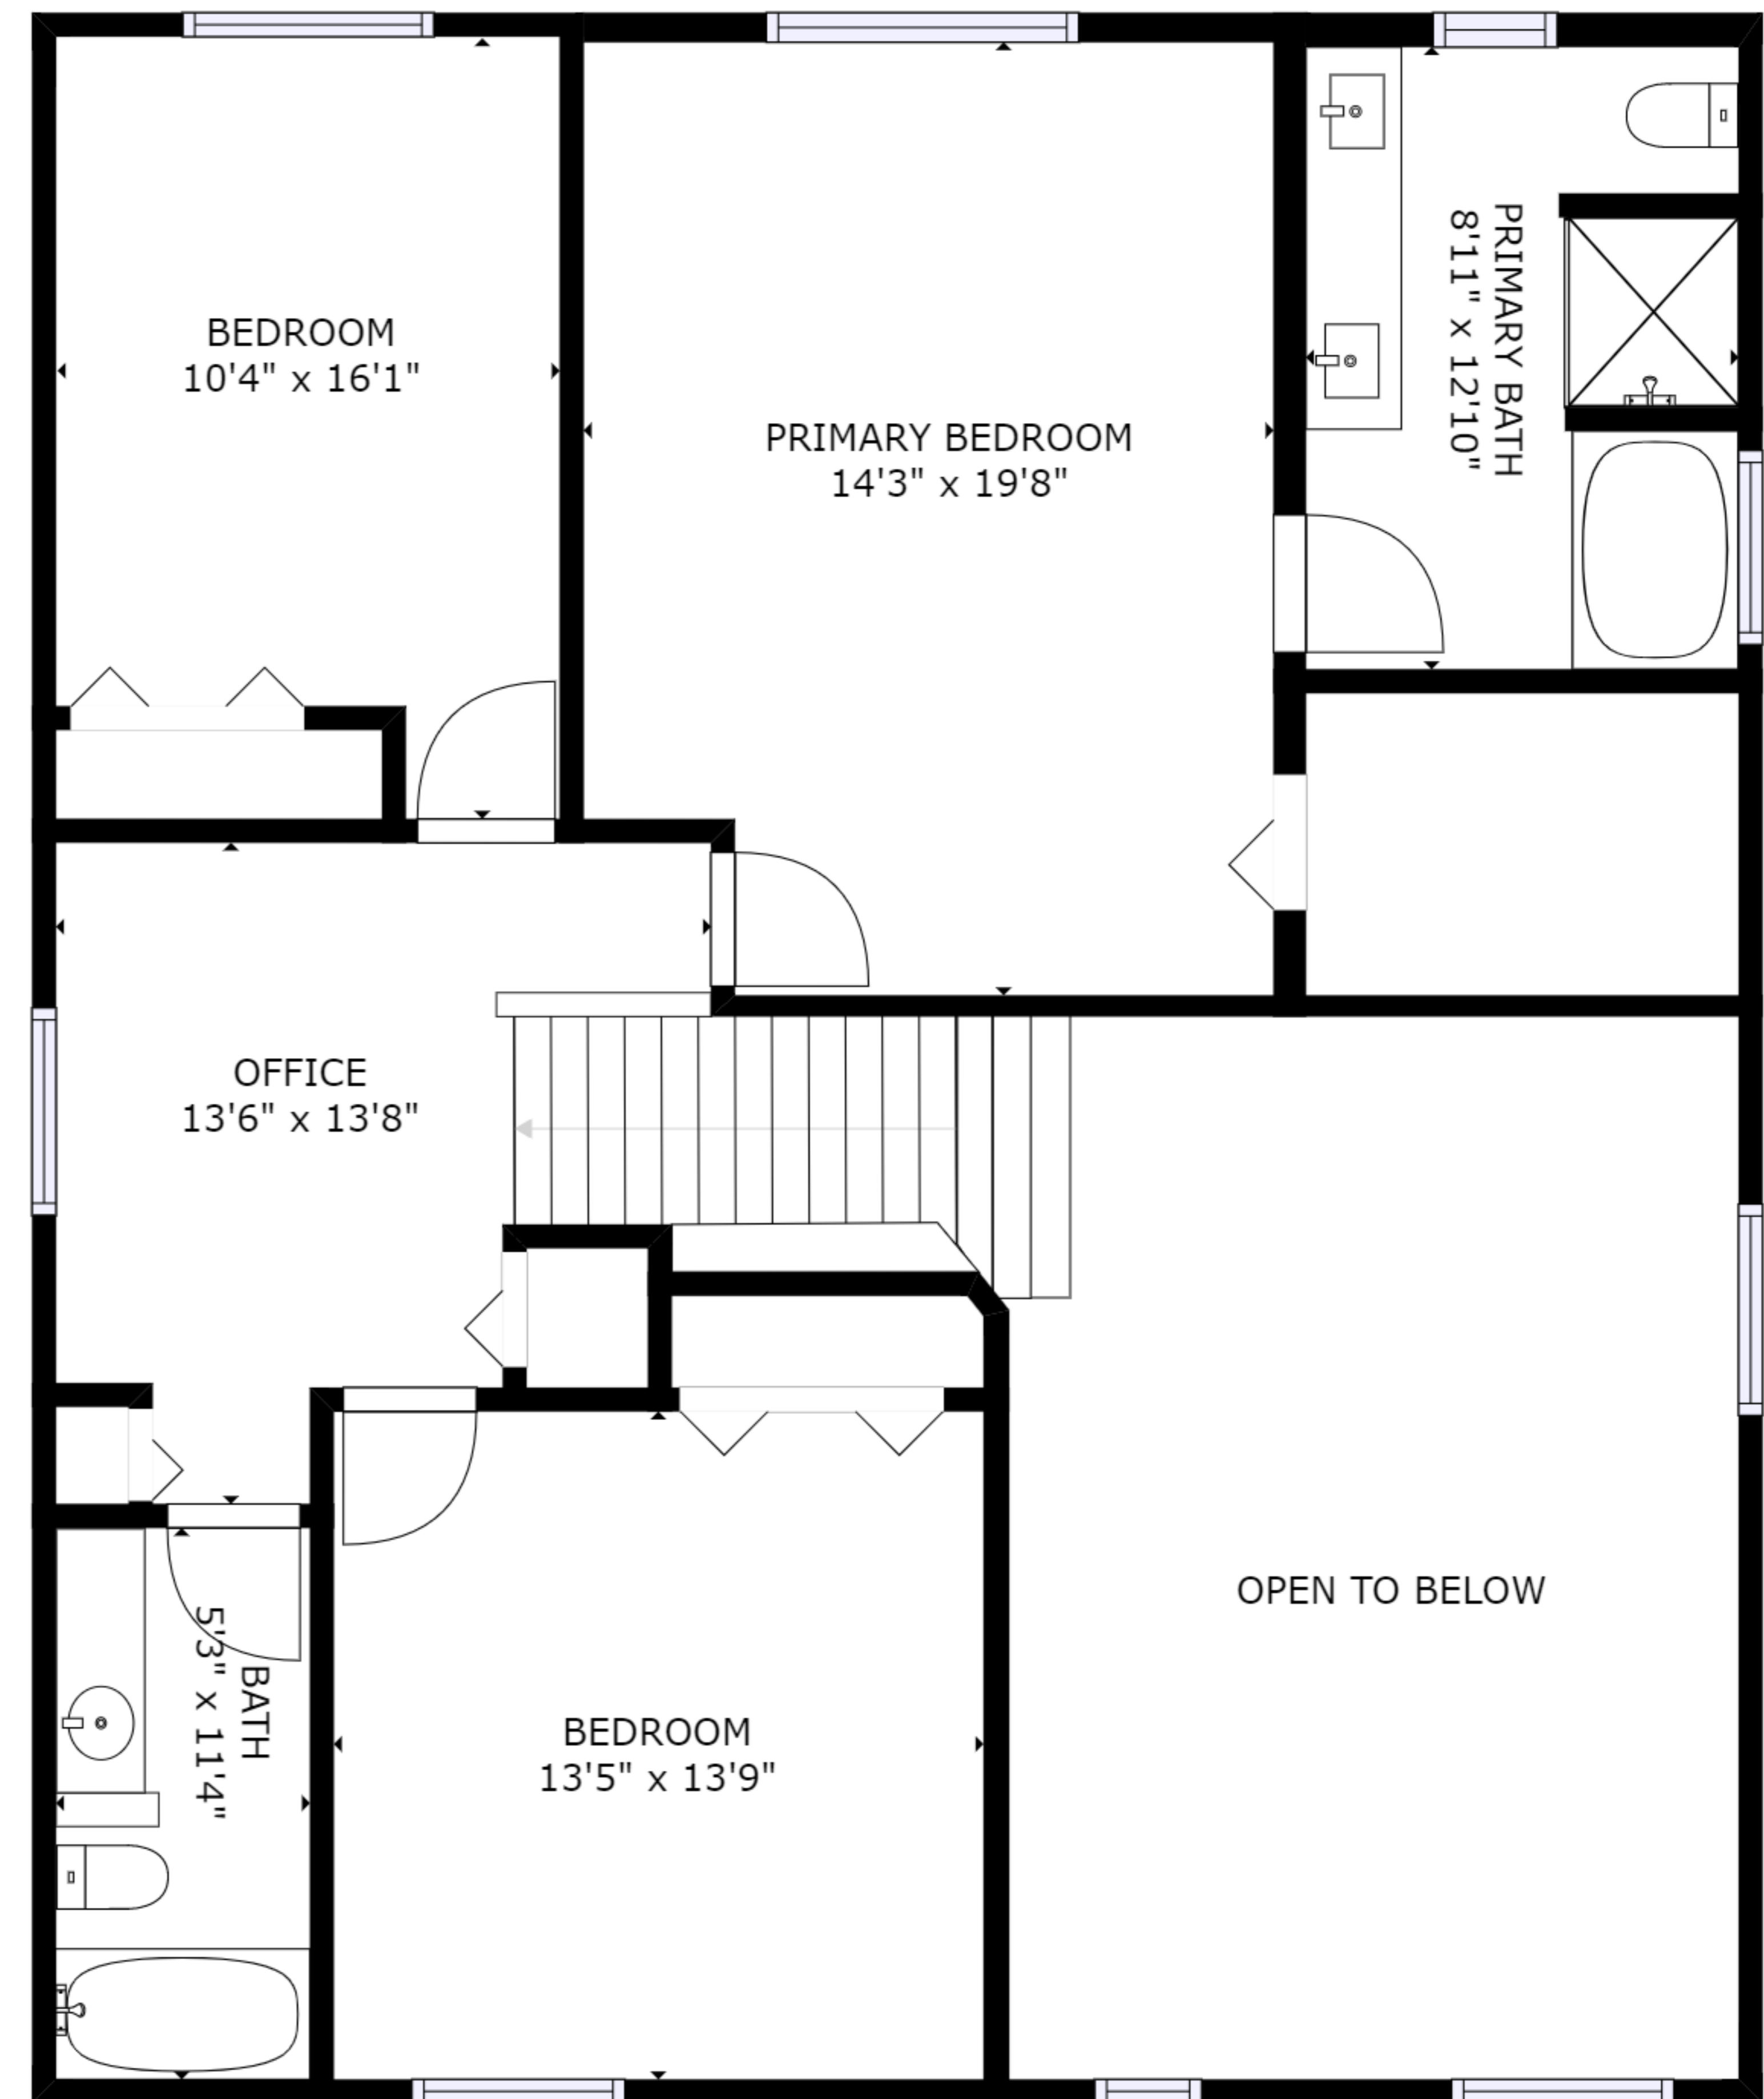 BEDROOM
10'4" x 16'1"
PRIMARY BEDROOM
14'3" x 19'8"
PRIMARY BATH
8'11" x 12'10"
OFFICE
13'6" x 13'8"
OPEN TO BELOW
BATH
5'3" x 11'4"
BEDROOM
13'5" x 13'9"